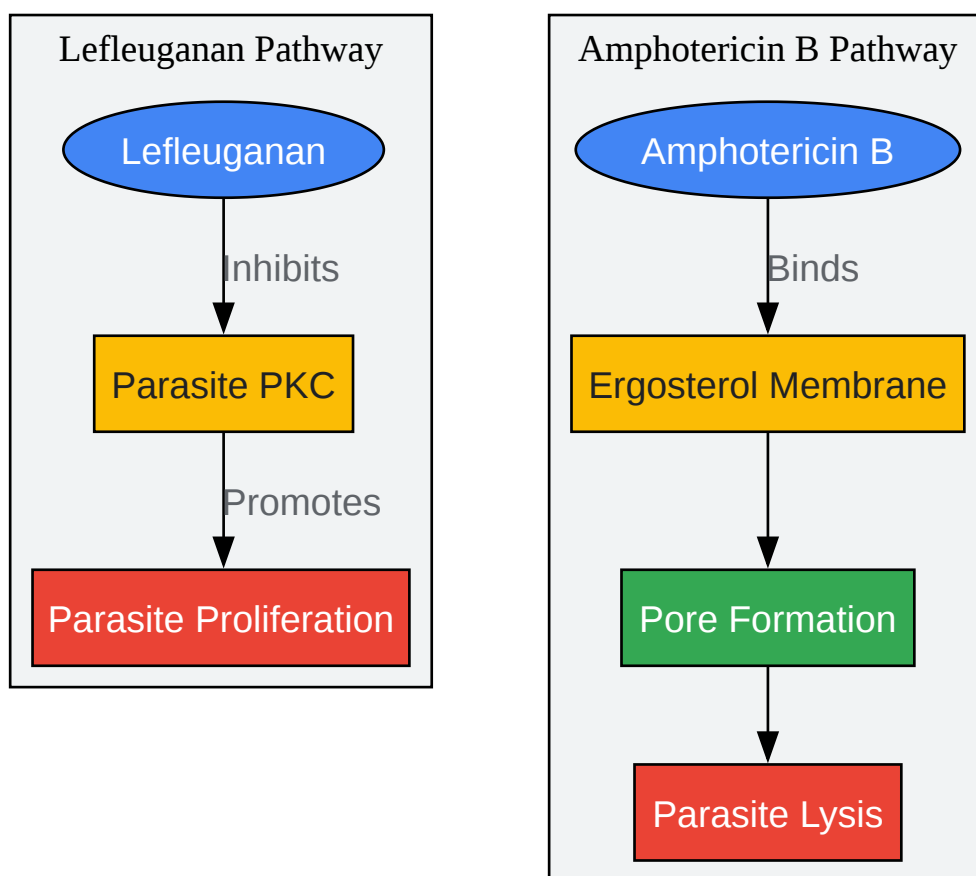 Lefleuganan Pathway
Lefleuganan
Inhibits
Parasite PKC
Promotes
Parasite Proliferation
Amphotericin B Pathway
Amphotericin B
Binds
Ergosterol Membrane
Pore Formation
Parasite Lysis